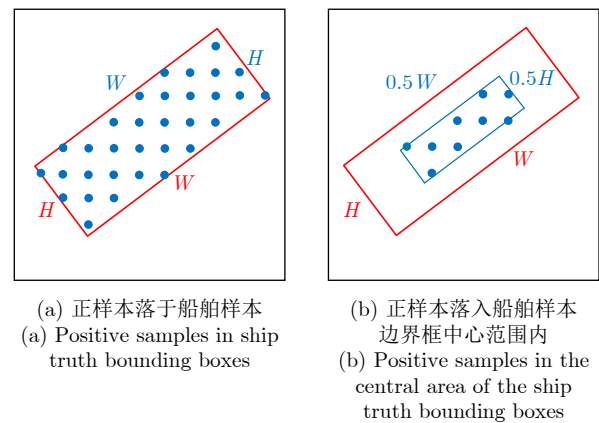 W
H
H
W
(a) 正样本落于船舶样本
(a) Positive samples in ship
truth bounding boxes
0.5W
0.5H
W
H
(b) 正样本落入船舶样本
边界框中心范围内
(b) Positive samples in the
central area of the ship
truth bounding boxes